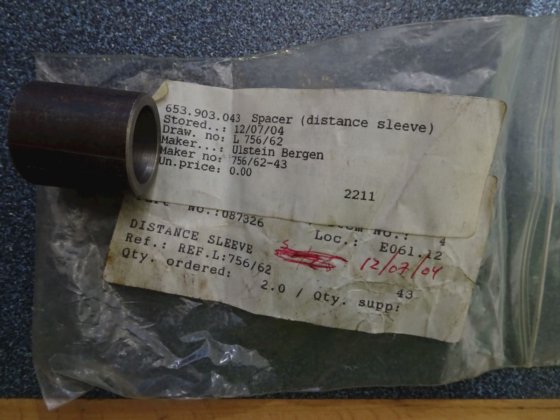 653.903.043 Spacer (distance sleeve)
Stored..: 12/07/04
Draw. no: L 756/62
Maker...: Ulstein Bergen
Maker no: 756/62-43
Un.price: 0.00
2211
No.:087326 No.: 4
DISTANCE SLEEVE Loc.: E061.12
Ref.: REF.L:756/62 12/07/04
Qty. ordered: 2.0 / Qty. supp: 43